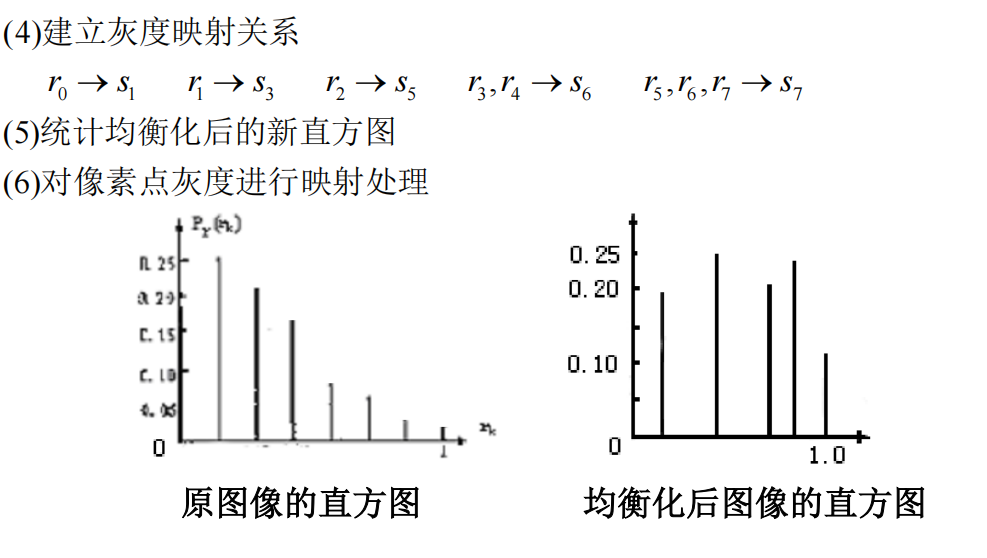 (4)建立灰度映射关系
r₀ → s₁ r₁ → s₃ r₂ → s₅ r₃,r₄ → s₆ r₅,r₆,r₇ → s₇
(5)统计均衡化后的新直方图
(6)对像素点灰度进行映射处理
0.25
0.20
0.10
0
1.0
0
1
原图像的直方图
均衡化后图像的直方图